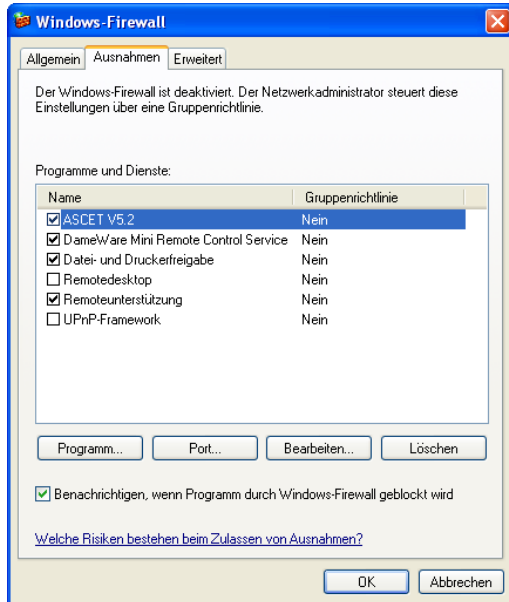 Windows-Firewall
Allgemein Ausnahmen Erweitert
Der Windows-Firewall ist deaktiviert. Der Netzwerkadministrator steuert diese
Einstellungen über eine Gruppenrichtlinie.
Programme und Dienste:
Name Gruppenrichtlinie
ASCET V5.2 Nein
DameWare Mini Remote Control Service Nein
Datei- und Druckerfreigabe Nein
Remotedesktop Nein
Remoteunterstützung Nein
UPnP-Framework Nein
Programm... Port... Bearbeiten... Löschen
Benachrichtigen, wenn Programm durch Windows-Firewall geblockt wird
Welche Risiken bestehen beim Zulassen von Ausnahmen?
OK Abbrechen